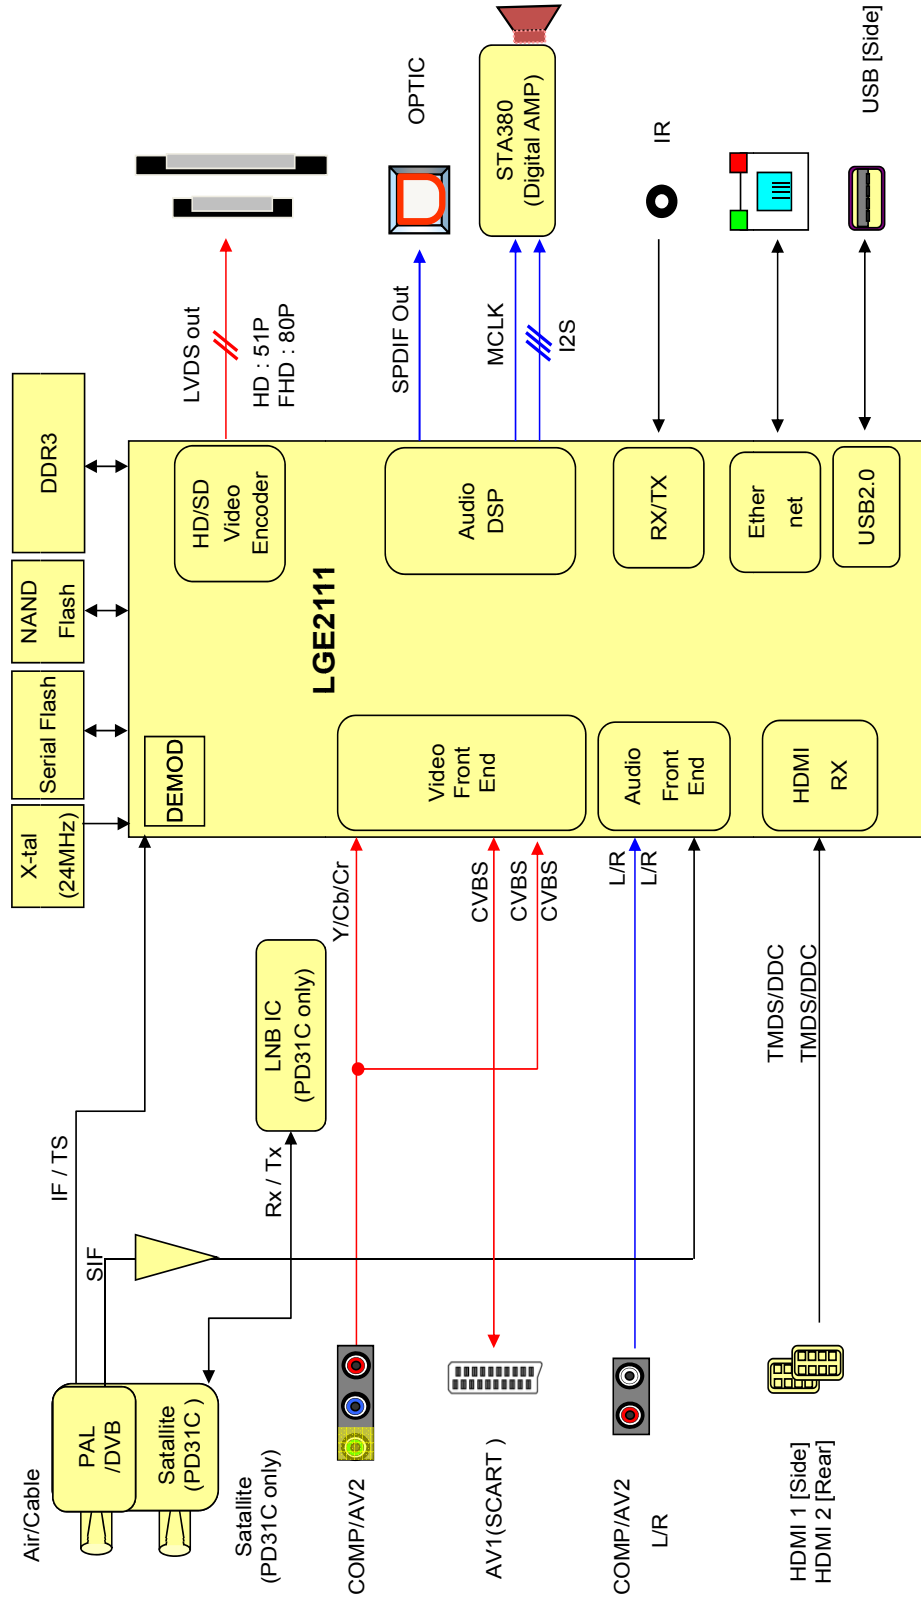 Air/Cable
PAL
/DVB
Satallite
(PD31C )
Satallite
(PD31C only)
IF / TS
SIF
Rx / Tx
LNB IC
(PD31C only)
X-tal
(24MHz)
Serial Flash
NAND
Flash
DDR3
DEMOD
LGE2111
HD/SD
Video
Encoder
LVDS out
HD : 51P
FHD : 80P
Audio
DSP
SPDIF Out
OPTIC
MCLK
I2S
STA380
(Digital AMP)
RX/TX
IR
Ether
net
USB2.0
USB [Side]
Video
Front
End
Audio
Front
End
HDMI
RX
Y/Cb/Cr
CVBS
CVBS
CVBS
L/R
L/R
TMDS/DDC
TMDS/DDC
COMP/AV2
AV1(SCART )
COMP/AV2
L/R
HDMI 1 [Side]
HDMI 2 [Rear]